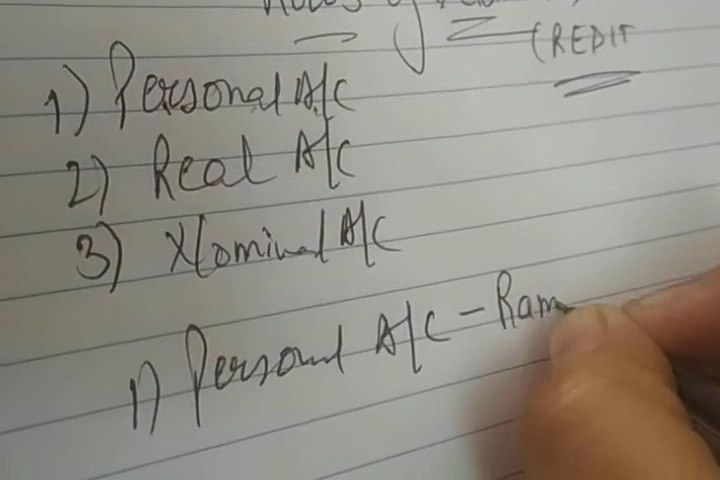 CREDIT
1) Personal A/C
2) Real A/C
3) Nominal A/C
1) Personal A/C - Ram